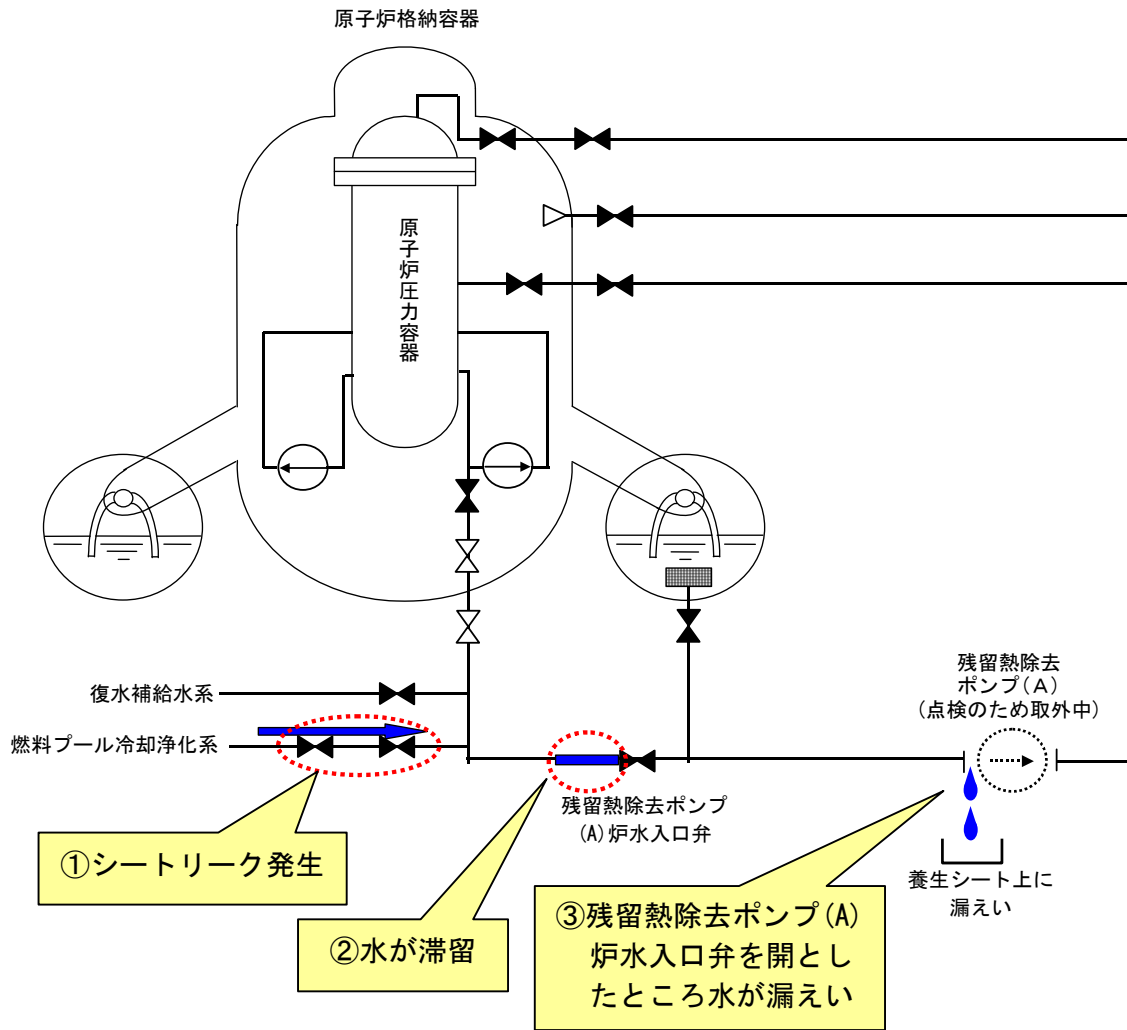 原子炉格納容器
原子炉圧力容器
復水補給水系
燃料プール冷却浄化系
残留熱除去
ポンプ(A)
(点検のため取外中)
残留熱除去ポンプ
(A)炉水入口弁
養生シート上に
漏えい
①シートリーク発生
②水が滞留
③残留熱除去ポンプ(A)
炉水入口弁を開とし
たところ水が漏えい